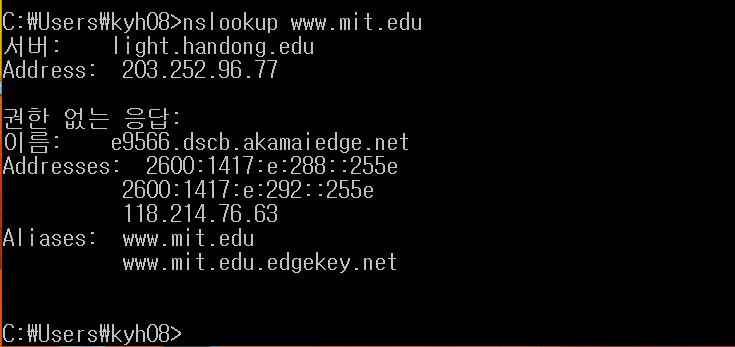 C:₩Users₩kyh08>nslookup www.mit.edu
서버:    light.handong.edu
Address:  203.252.96.77
권한 없는 응답:
이름:    e9566.dscb.akamaiedge.net
Addresses:  2600:1417:e:288::255e
2600:1417:e:292::255e
118.214.76.63
Aliases:  www.mit.edu
www.mit.edu.edgekey.net
C:₩Users₩kyh08>